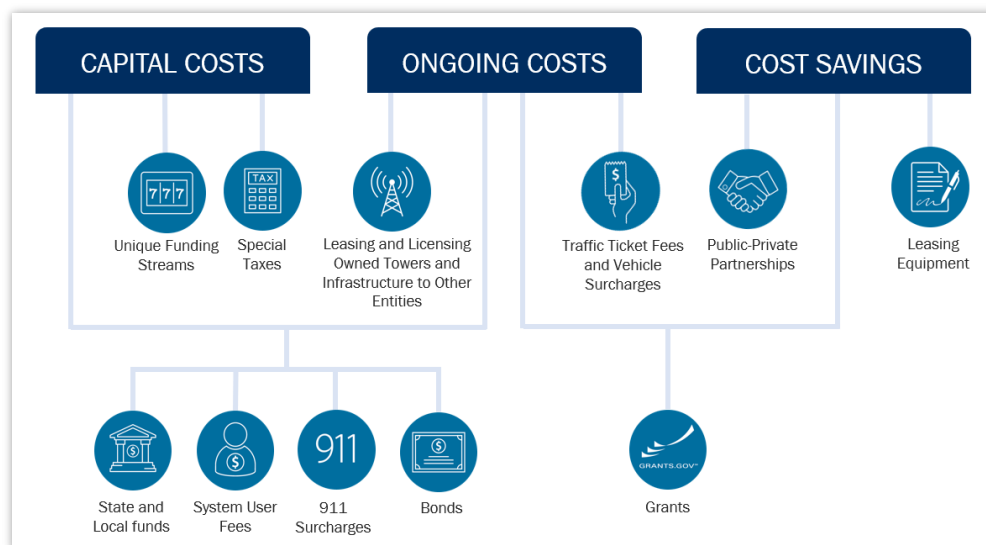 CAPITAL COSTS
ONGOING COSTS
COST SAVINGS
777
TAX
$
Unique Funding
Streams
Special
Taxes
Leasing and Licensing
Owned Towers and
Infrastructure to Other
Entities
Traffic Ticket Fees
and Vehicle
Surcharges
Public-Private
Partnerships
Leasing
Equipment
$
$
911
$
GRANTS.GOV™
State and
Local funds
System User
Fees
911
Surcharges
Bonds
Grants